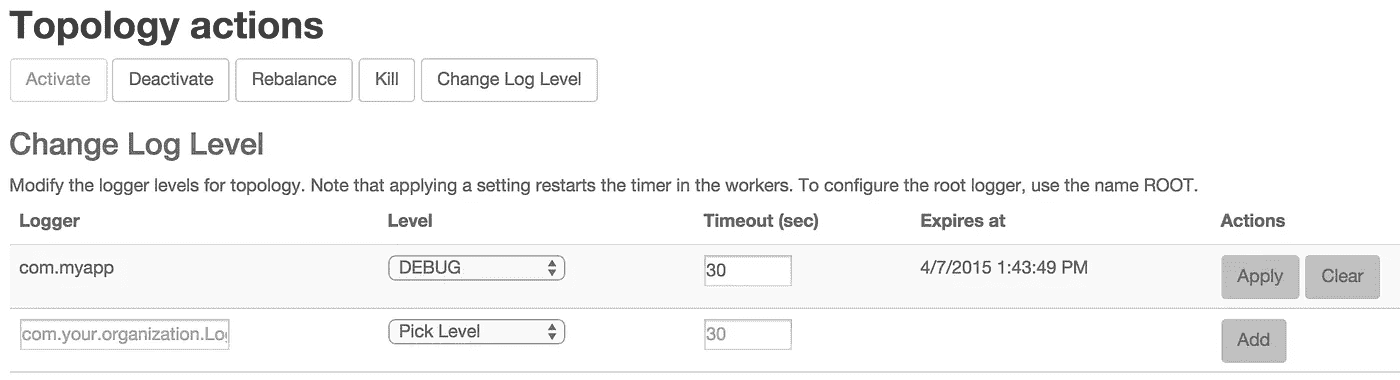 Topology actions
Activate Deactivate Rebalance Kill Change Log Level
Change Log Level
Modify the logger levels for topology. Note that applying a setting restarts the timer in the workers. To configure the root logger, use the name ROOT.
Logger Level Timeout (sec) Expires at Actions
com.myapp DEBUG 30 4/7/2015 1:43:49 PM Apply Clear
com.your.organization.Lo Pick Level 30 Add